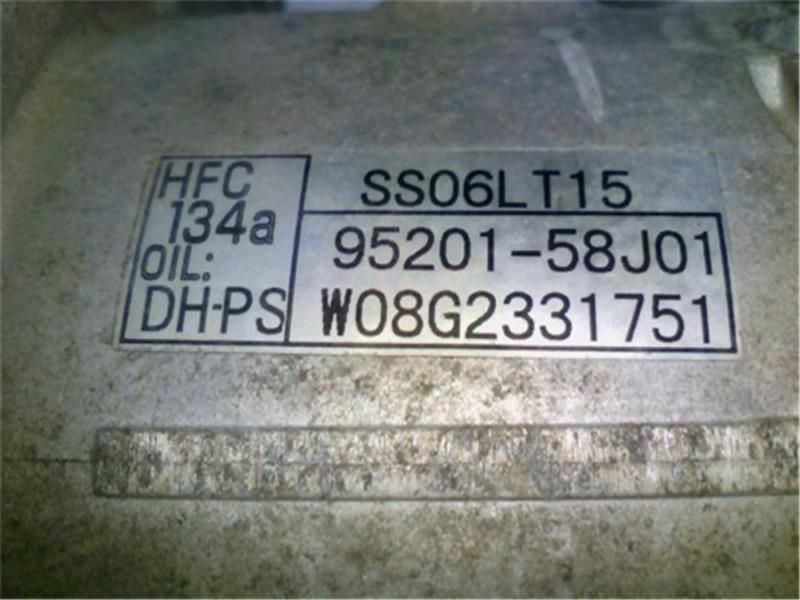 HFC
134a
OIL:
DH-PS
SS06LT15
95201-58J01
W08G2331751